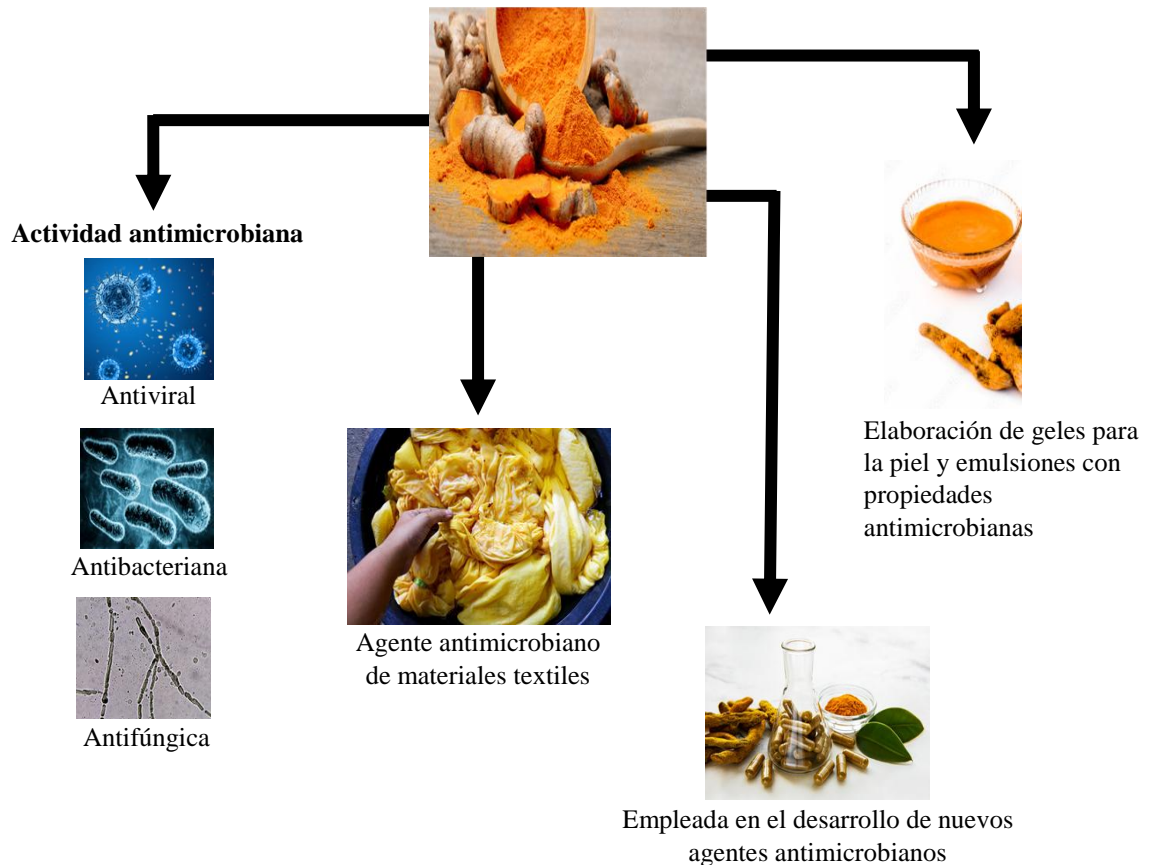 Actividad antimicrobiana
Antiviral
Antibacteriana
Antifúngica
Agente antimicrobiano
de materiales textiles
Elaboración de geles para
la piel y emulsiones con
propiedades
antimicrobianas
Empleada en el desarrollo de nuevos
agentes antimicrobianos